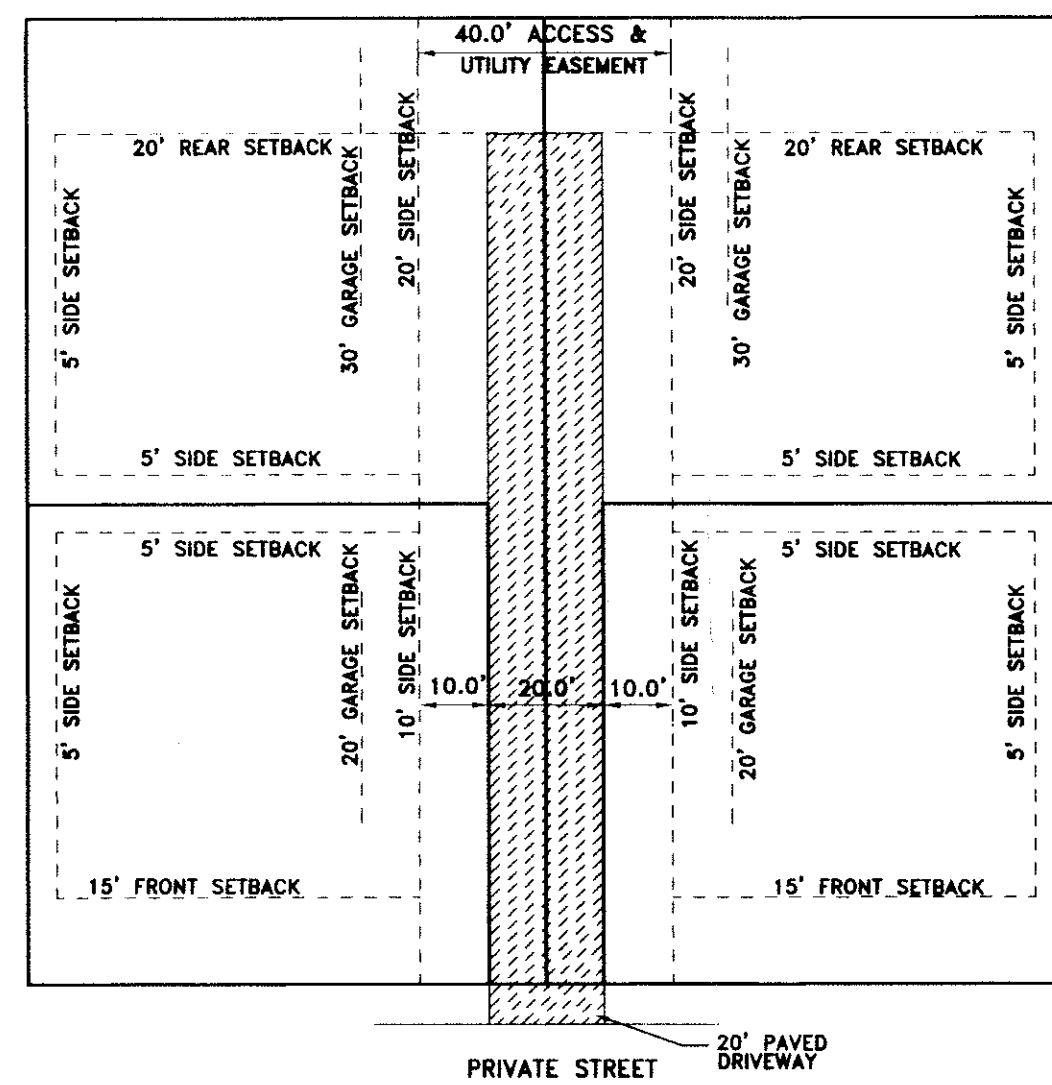 40.0' ACCESS &
UTILITY EASEMENT
20' REAR SETBACK
20' REAR SETBACK
5' SIDE SETBACK
30' GARAGE SETBACK
20' SIDE SETBACK
20' SIDE SETBACK
30' GARAGE SETBACK
5' SIDE SETBACK
5' SIDE SETBACK
5' SIDE SETBACK
5' SIDE SETBACK
5' SIDE SETBACK
5' SIDE SETBACK
20' GARAGE SETBACK
10' SIDE SETBACK
10.0'
20.0'
10.0'
10' SIDE SETBACK
20' GARAGE SETBACK
5' SIDE SETBACK
15' FRONT SETBACK
15' FRONT SETBACK
20' PAVED
DRIVEWAY
PRIVATE STREET